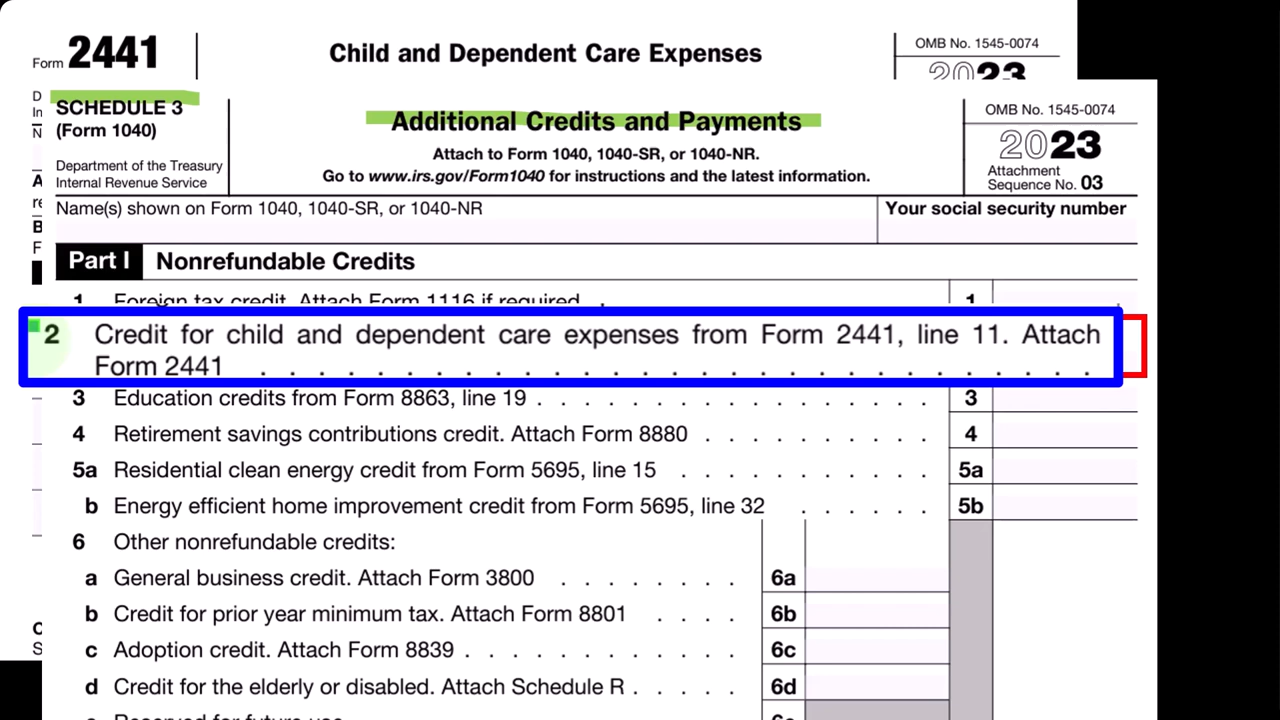 Form 2441
Child and Dependent Care Expenses
OMB No. 1545-0074
2023
D
In
N
A
re
B
F
C
S
SCHEDULE 3
(Form 1040)
Department of the Treasury
Internal Revenue Service
Additional Credits and Payments
Attach to Form 1040, 1040-SR, or 1040-NR.
Go to www.irs.gov/Form1040 for instructions and the latest information.
OMB No. 1545-0074
2023
Attachment
Sequence No. 03
Name(s) shown on Form 1040, 1040-SR, or 1040-NR
Your social security number
Part I Nonrefundable Credits
1 Foreign tax credit. Attach Form 1116 if required . 1
2 Credit for child and dependent care expenses from Form 2441, line 11. Attach
Form 2441 . . . . . . . . . . . . . . . . . . . . . . . . . . . . .
3 Education credits from Form 8863, line 19 . . . . . . . . . . . . . . . . 3
4 Retirement savings contributions credit. Attach Form 8880 . . . . . . . . . . 4
5a Residential clean energy credit from Form 5695, line 15 . . . . . . . . . . . 5a
b Energy efficient home improvement credit from Form 5695, line 32 . . . . . . 5b
6 Other nonrefundable credits:
a General business credit. Attach Form 3800 . . . . . . . . 6a
b Credit for prior year minimum tax. Attach Form 8801 . . . . 6b
c Adoption credit. Attach Form 8839 . . . . . . . . . . . . 6c
d Credit for the elderly or disabled. Attach Schedule R . . . . . 6d
e Reserved for future use 6e